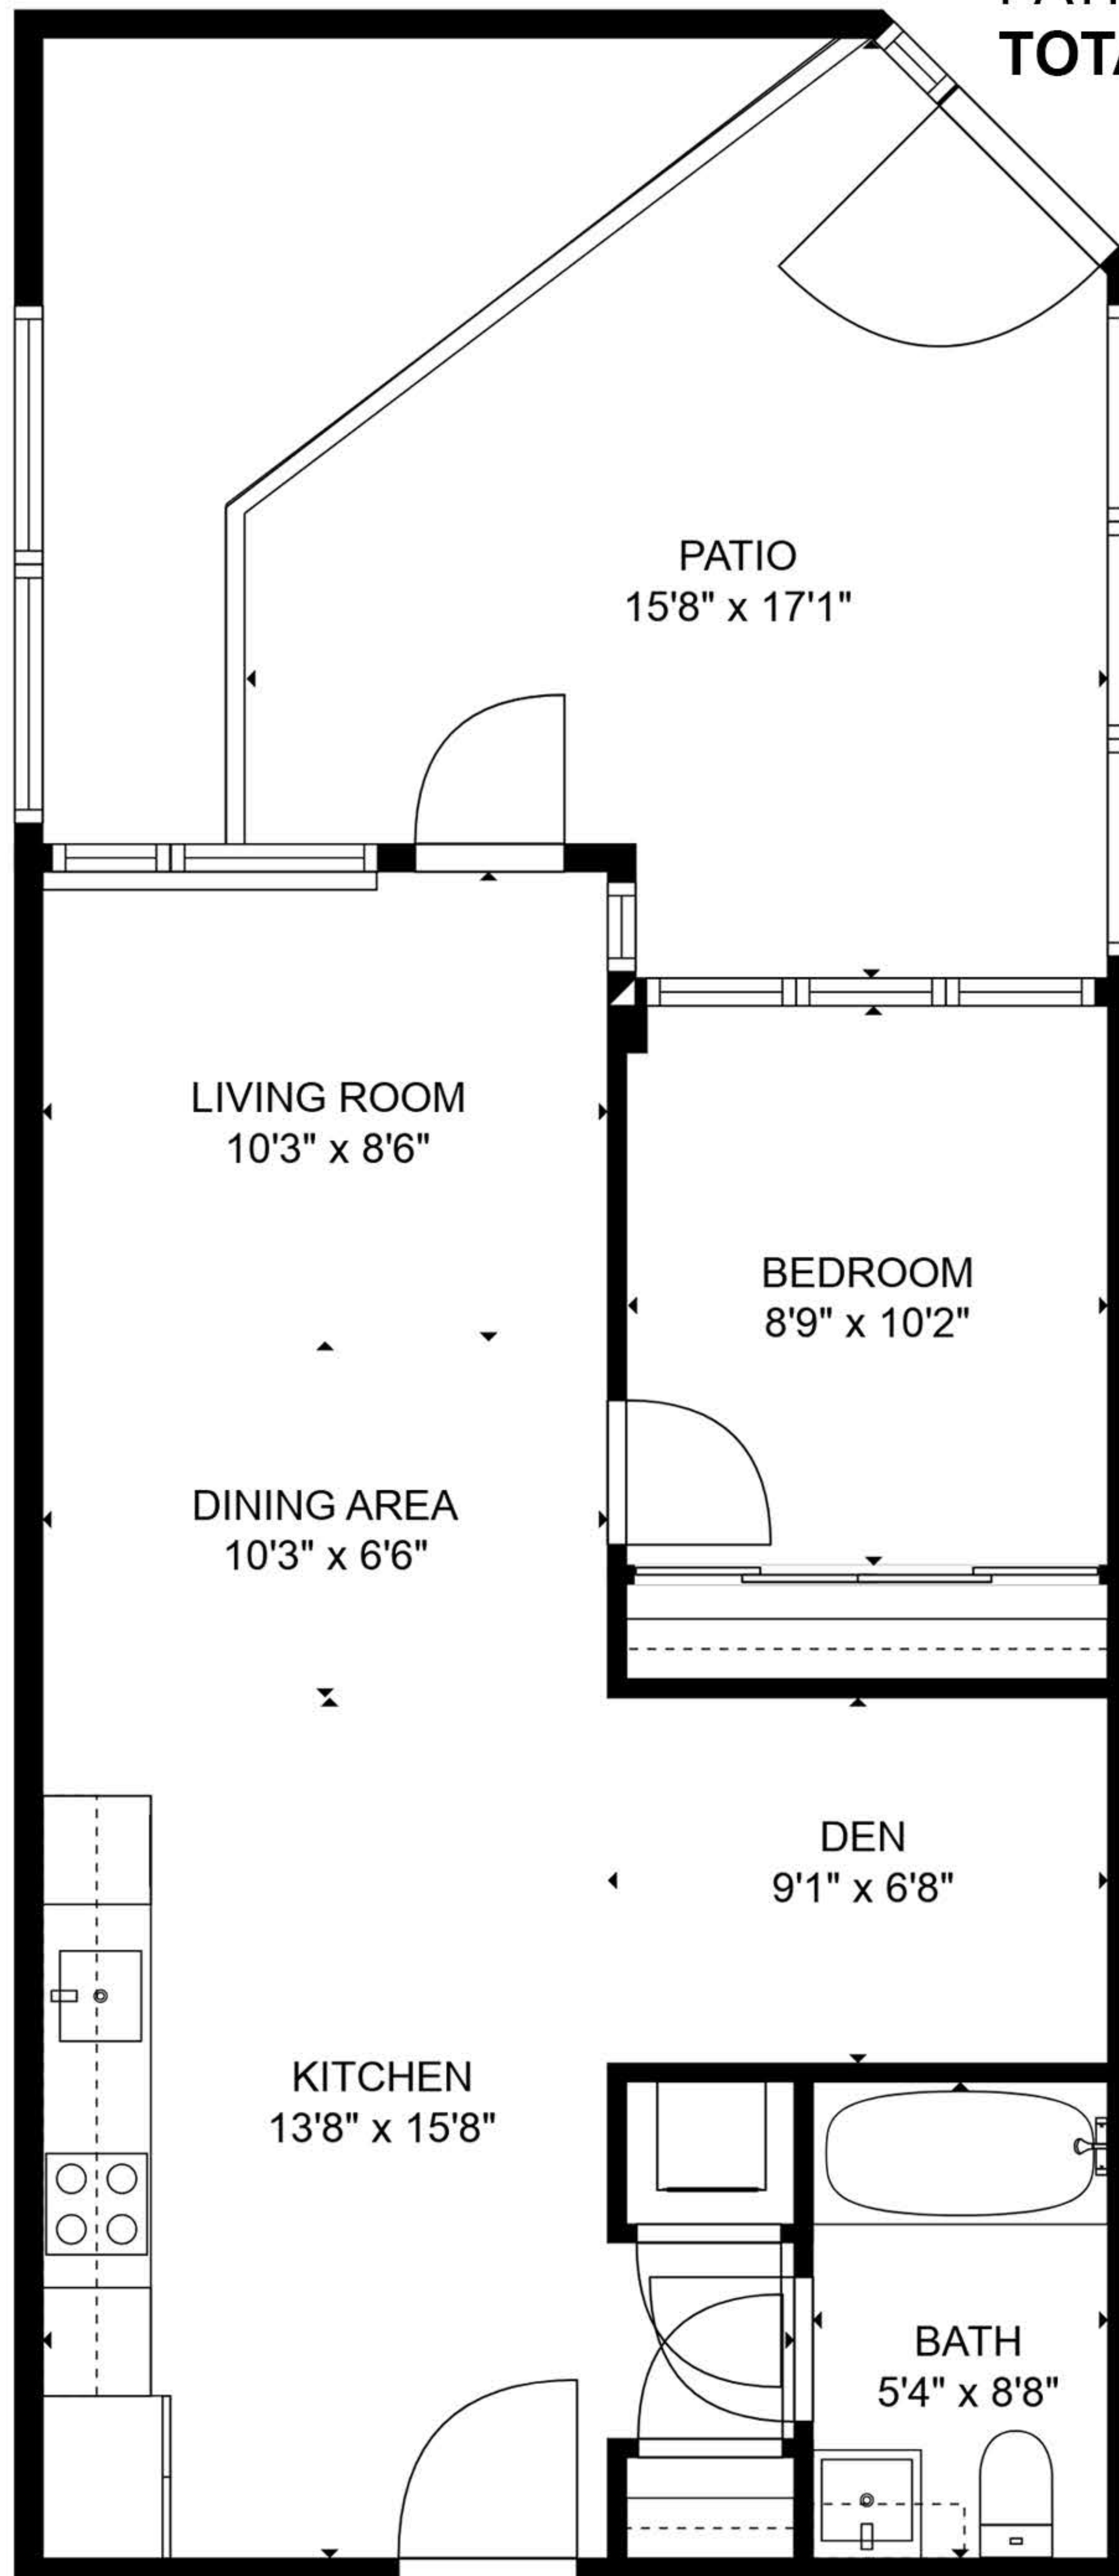 PATIO
15'8" x 17'1"
LIVING ROOM
10'3" x 8'6"
BEDROOM
8'9" x 10'2"
DINING AREA
10'3" x 6'6"
DEN
9'1" x 6'8"
KITCHEN
13'8" x 15'8"
BATH
5'4" x 8'8"